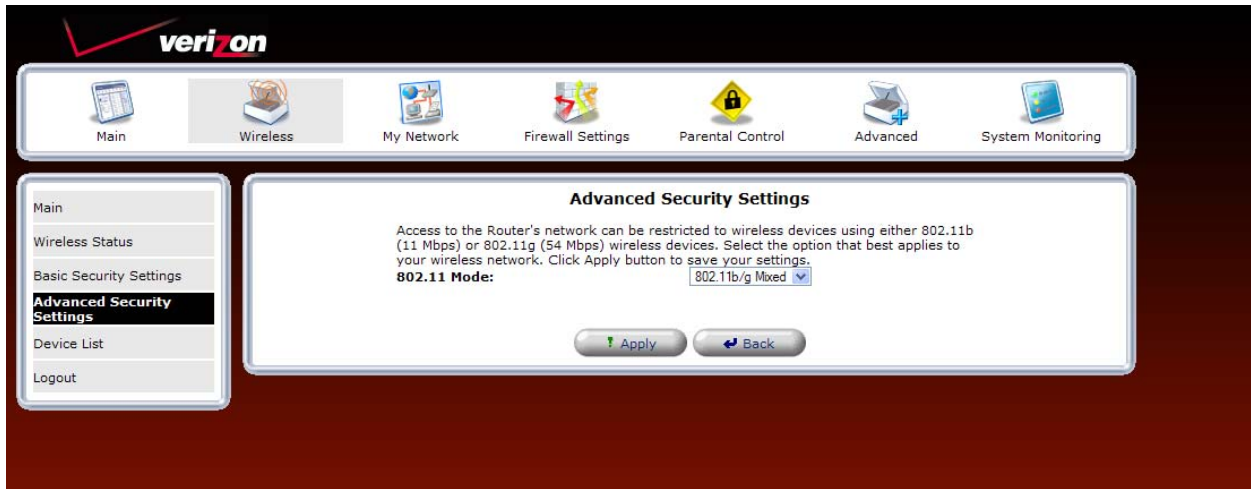 verizon
Main
Wireless
My Network
Firewall Settings
Parental Control
Advanced
System Monitoring
Main
Wireless Status
Basic Security Settings
Advanced Security
Settings
Device List
Logout
Advanced Security Settings
Access to the Router's network can be restricted to wireless devices using either 802.11b
(11 Mbps) or 802.11g (54 Mbps) wireless devices. Select the option that best applies to
your wireless network. Click Apply button to save your settings.
802.11 Mode: 802.11b/g Mixed
Apply
Back